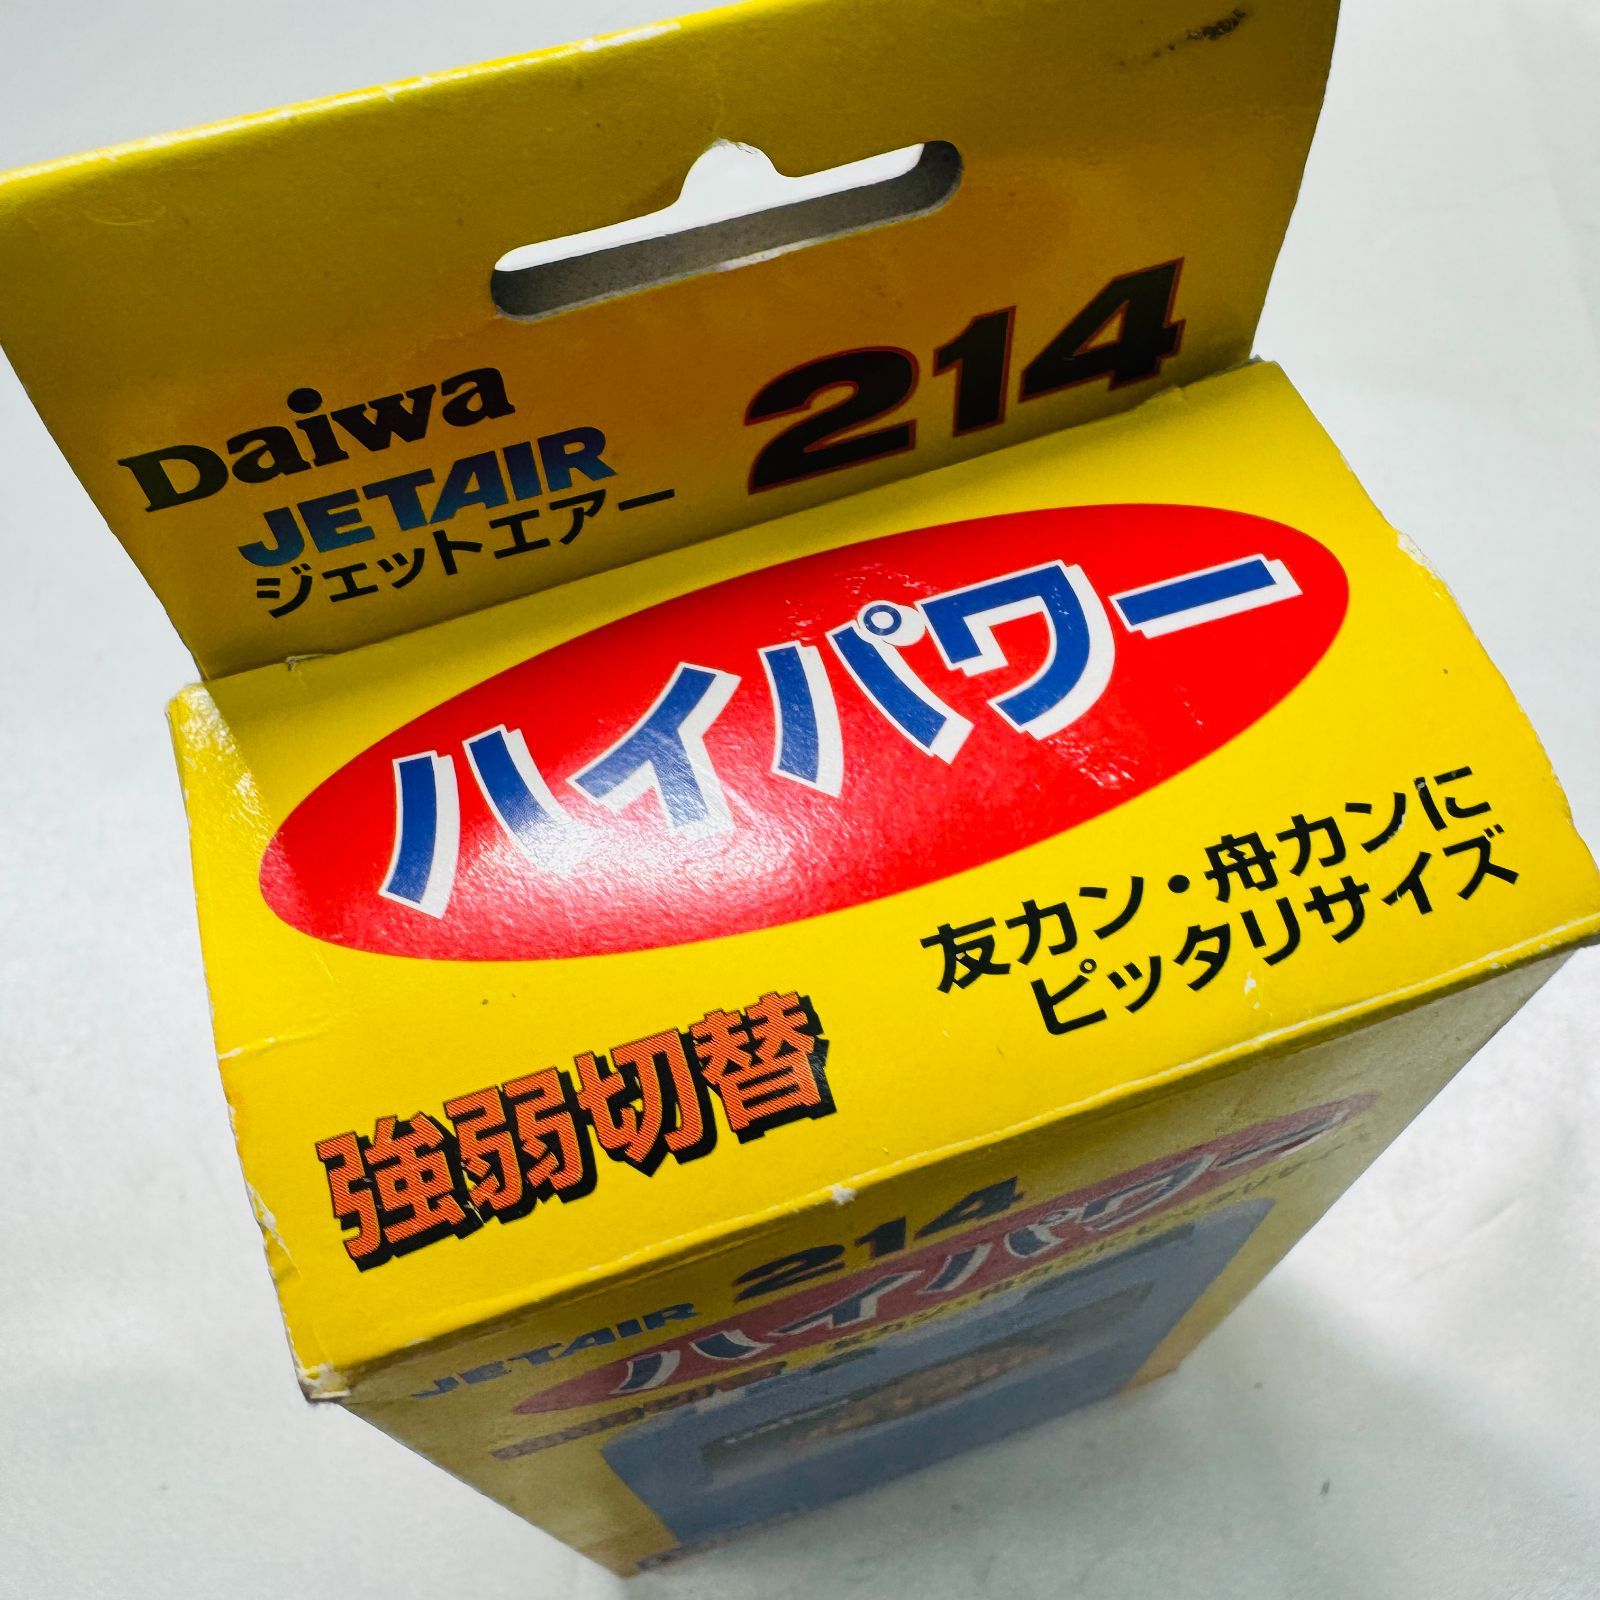 Daiwa
JETAIR
ジェットエアー
214
ハイパワー
友カン・舟カンに
ピッタリサイズ
強弱切替
JETAIR 214
ハイパワー